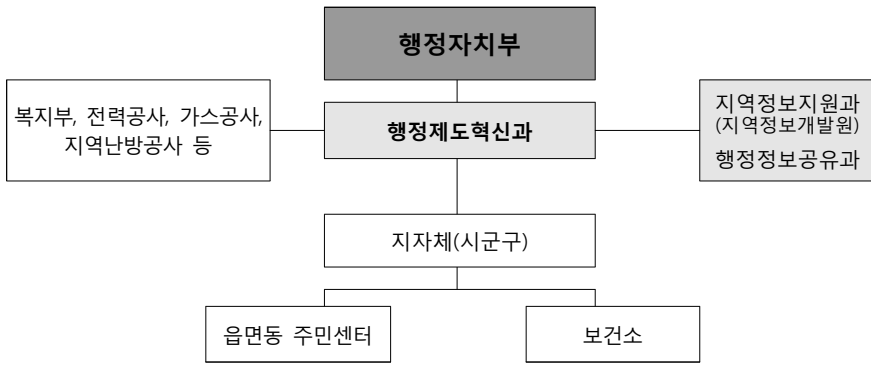 행정자치부
복지부, 전력공사, 가스공사,
지역난방공사 등
행정제도혁신과
지역정보지원과
(지역정보개발원)
행정정보공유과
지자체(시군구)
읍면동 주민센터
보건소